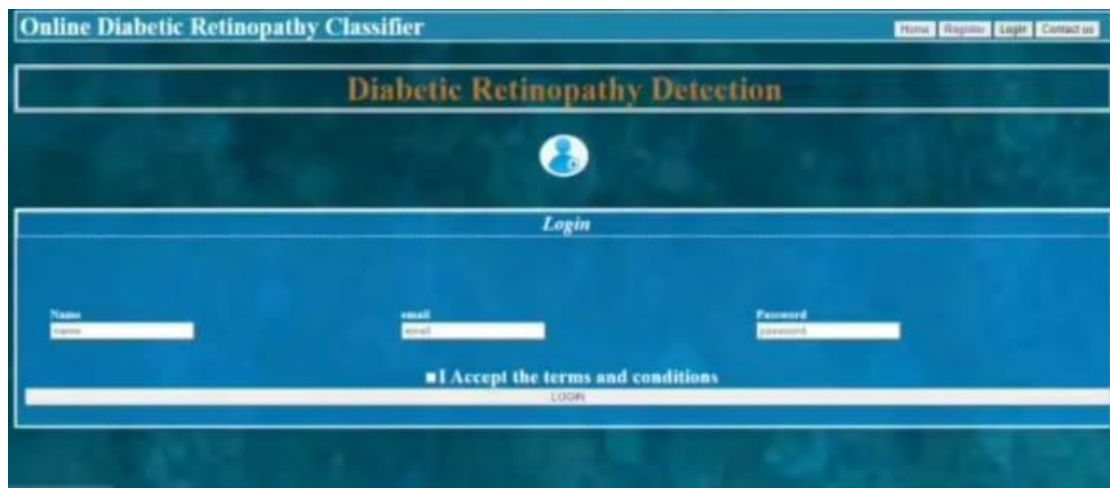 Online Diabetic Retinopathy Classifier
Home Register Login Contact us
Diabetic Retinopathy Detection
Login
Name email Password
name email password
I Accept the terms and conditions
LOGIN